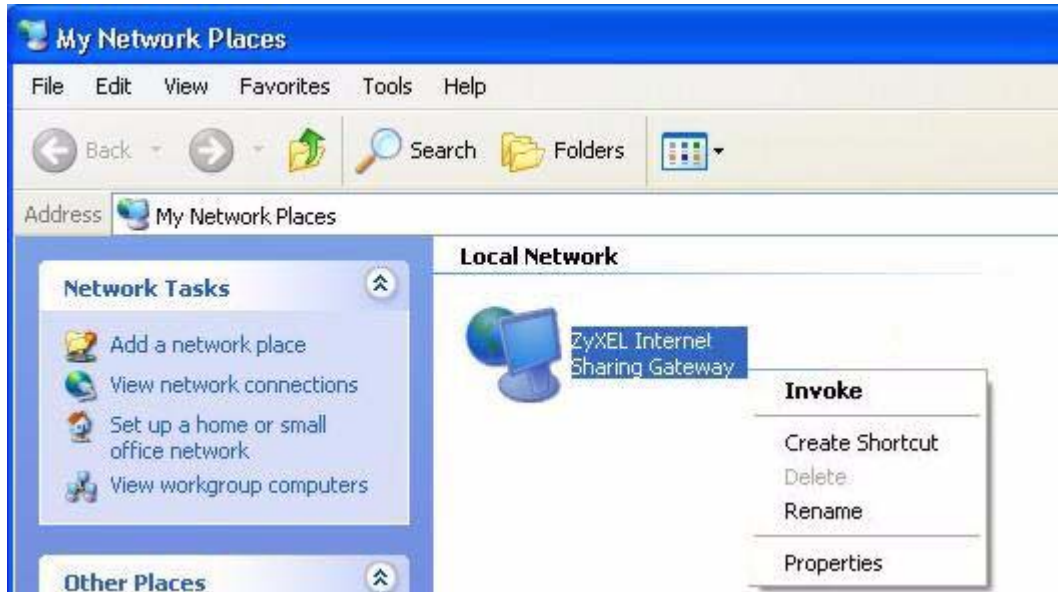 My Network Places
File Edit View Favorites Tools Help
Back Search Folders
Address My Network Places
Network Tasks
Add a network place
View network connections
Set up a home or small
office network
View workgroup computers
Other Places
Local Network
ZyXEL Internet
Sharing Gateway
Invoke
Create Shortcut
Delete
Rename
Properties